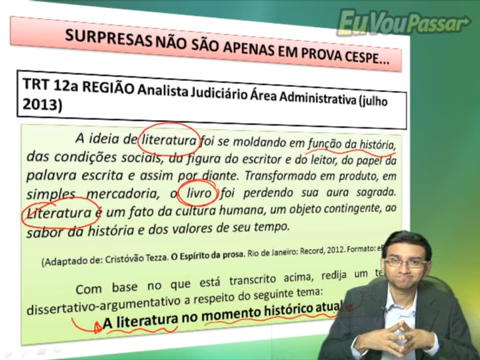 EuVouPassar
SURPRESAS NÃO SÃO APENAS EM PROVA CESPE...
TRT 12a REGIÃO Analista Judiciário Área Administrativa (julho
2013)
A ideia de literatura foi se moldando em função da história,
das condições sociais, da figura do escritor e do leitor, do papel da
palavra escrita e assim por diante. Transformado em produto, em
simples mercadoria, o livro foi perdendo sua aura sagrada.
Literatura é um fato da cultura humana, um objeto contingente, ao
sabor da história e dos valores de seu tempo.
(Adaptado de: Cristóvão Tezza. O Espírito da prosa. Rio de Janeiro: Record, 2012. Formato:
Com base no que está transcrito acima, redija um
dissertativo-argumentativo a respeito do seguinte tema:
A literatura no momento histórico atual